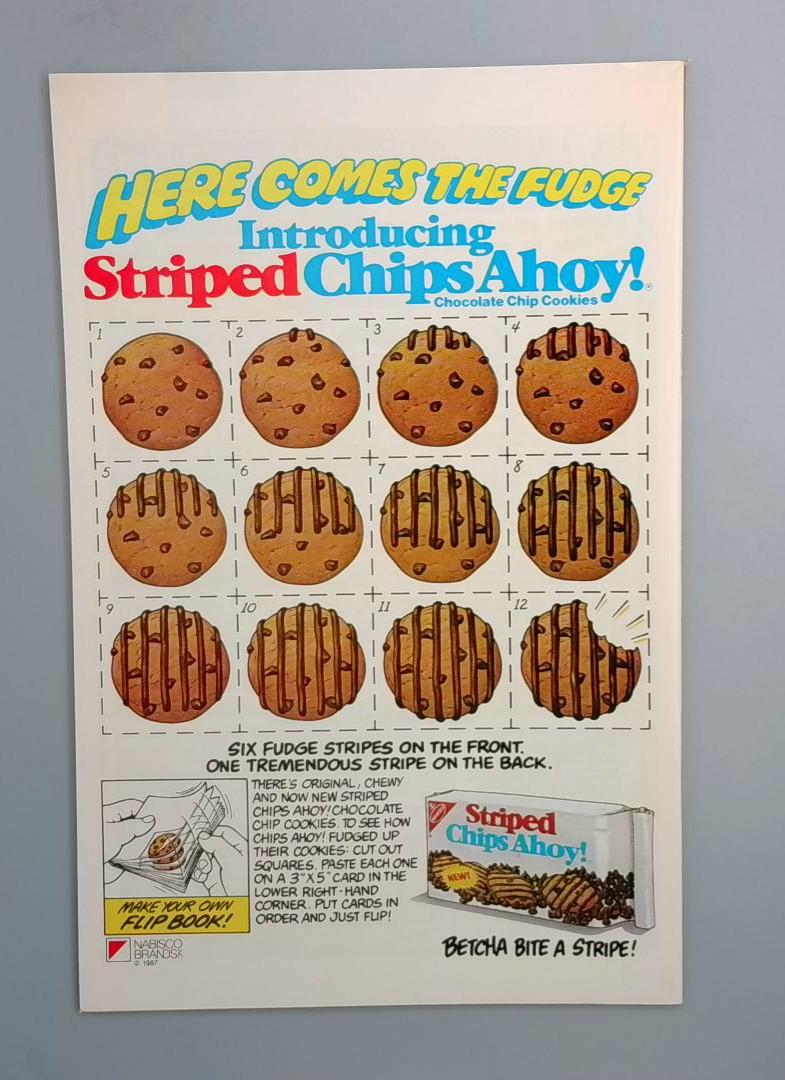 HERE COMES THE FUDGE
Introducing
Striped Chips Ahoy!®
Chocolate Chip Cookies
1
2
3
4
5
6
7
8
9
10
11
12
SIX FUDGE STRIPES ON THE FRONT.
ONE TREMENDOUS STRIPE ON THE BACK.
THERE'S ORIGINAL, CHEWY
AND NOW NEW STRIPED
CHIPS AHOY! CHOCOLATE
CHIP COOKIES. TO SEE HOW
CHIPS AHOY! FUDGED UP
THEIR COOKIES: CUT OUT
SQUARES. PASTE EACH ONE
ON A 3"X5" CARD IN THE
LOWER RIGHT-HAND
CORNER. PUT CARDS IN
ORDER AND JUST FLIP!
MAKE YOUR OWN
FLIP BOOK!
NABISCO
BRANDS
© 1987
Striped
Chips Ahoy!
NEW!
BETCHA BITE A STRIPE!